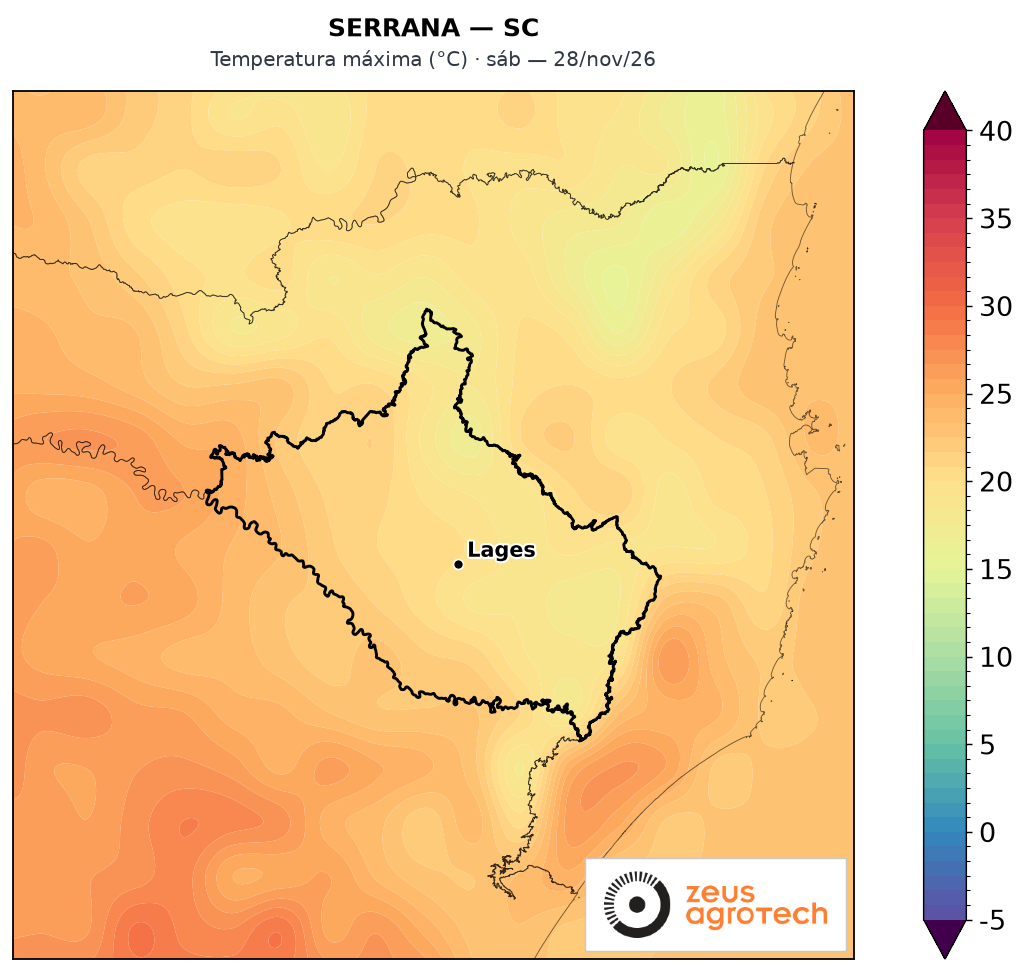 SERRANA — SC
Temperatura máxima (°C) · sáb — 28/nov/26
40
35
30
25
20
15
10
5
0
-5
Lages
zeus
agrotech